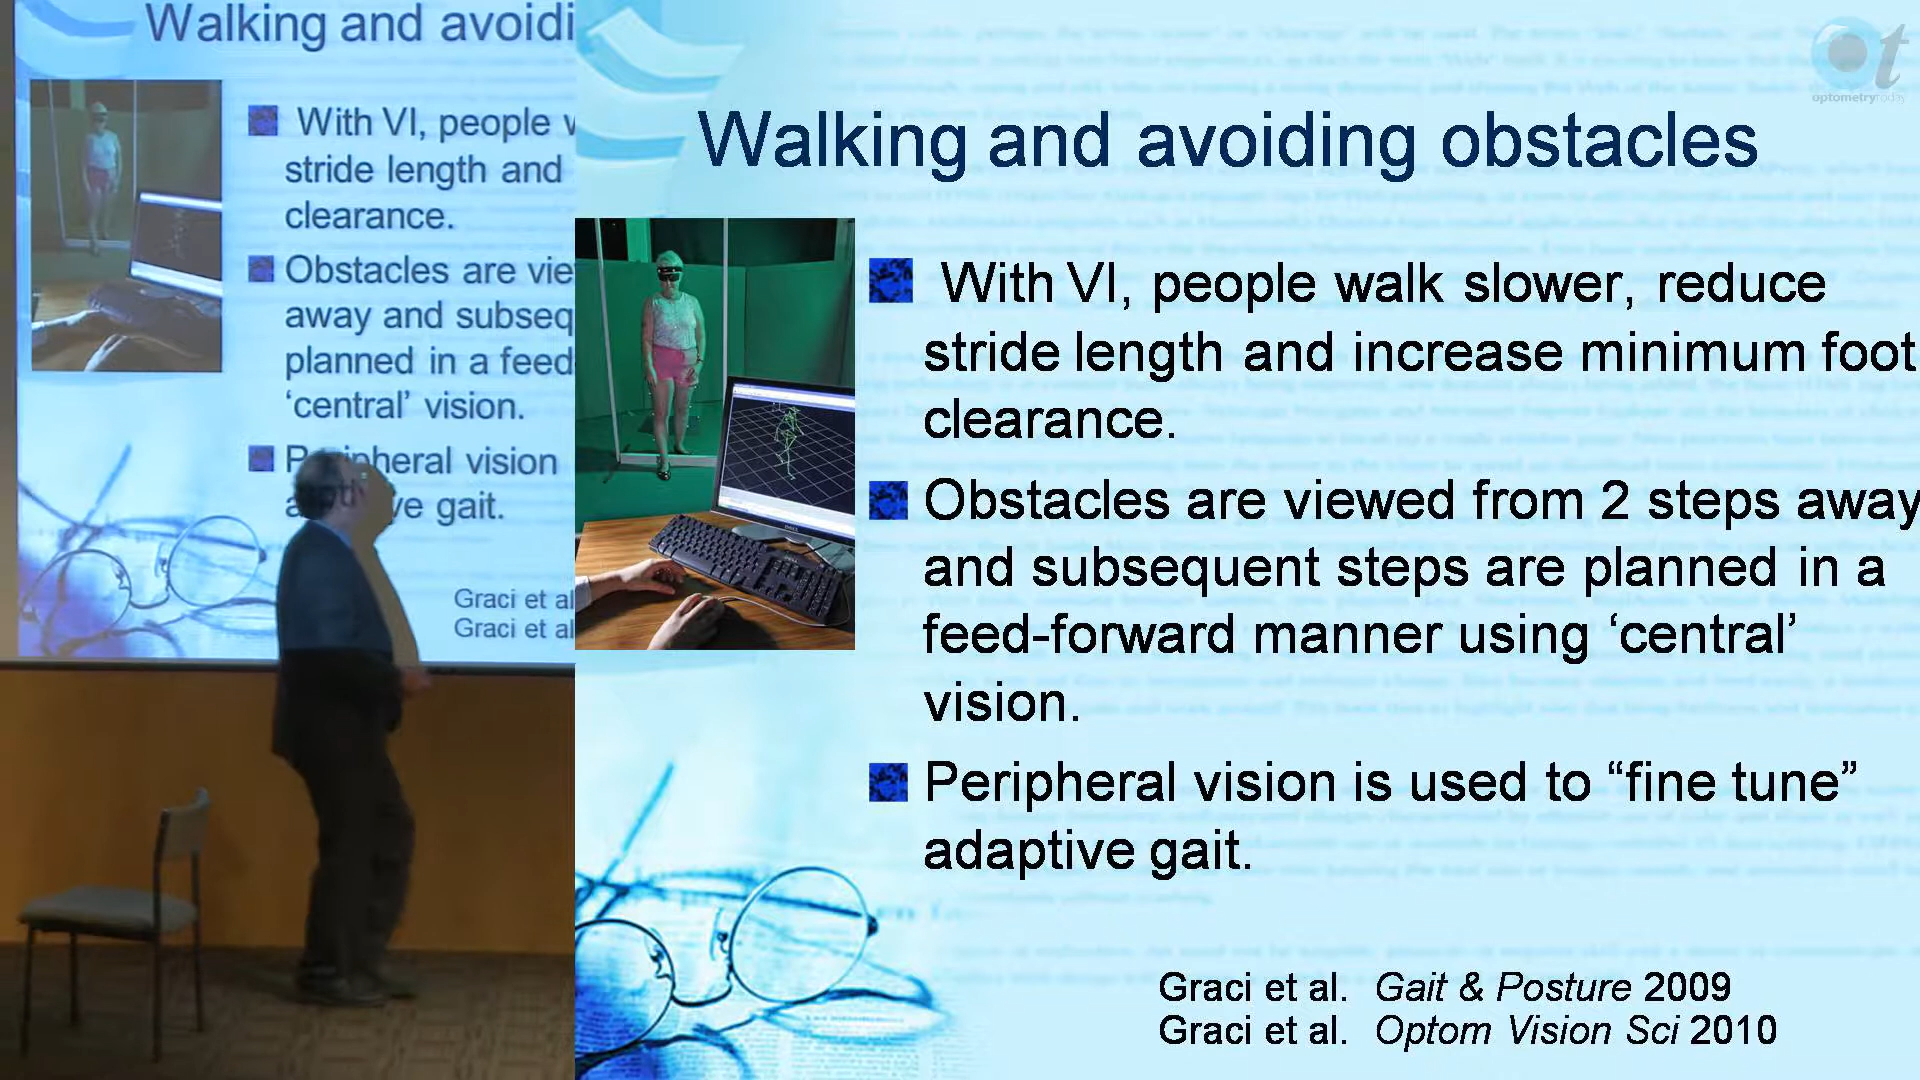 Walking and avoidi
With VI, people w
stride length and
clearance.
Obstacles are vie
away and subseq
planned in a feed
‘central’ vision.
Peripheral vision
gait.
Graci et al
Graci et al
optometrytoday
Walking and avoiding obstacles
With VI, people walk slower, reduce
stride length and increase minimum foot
clearance.
Obstacles are viewed from 2 steps away
and subsequent steps are planned in a
feed-forward manner using ‘central’
vision.
Peripheral vision is used to “fine tune”
adaptive gait.
Graci et al. Gait & Posture 2009
Graci et al. Optom Vision Sci 2010